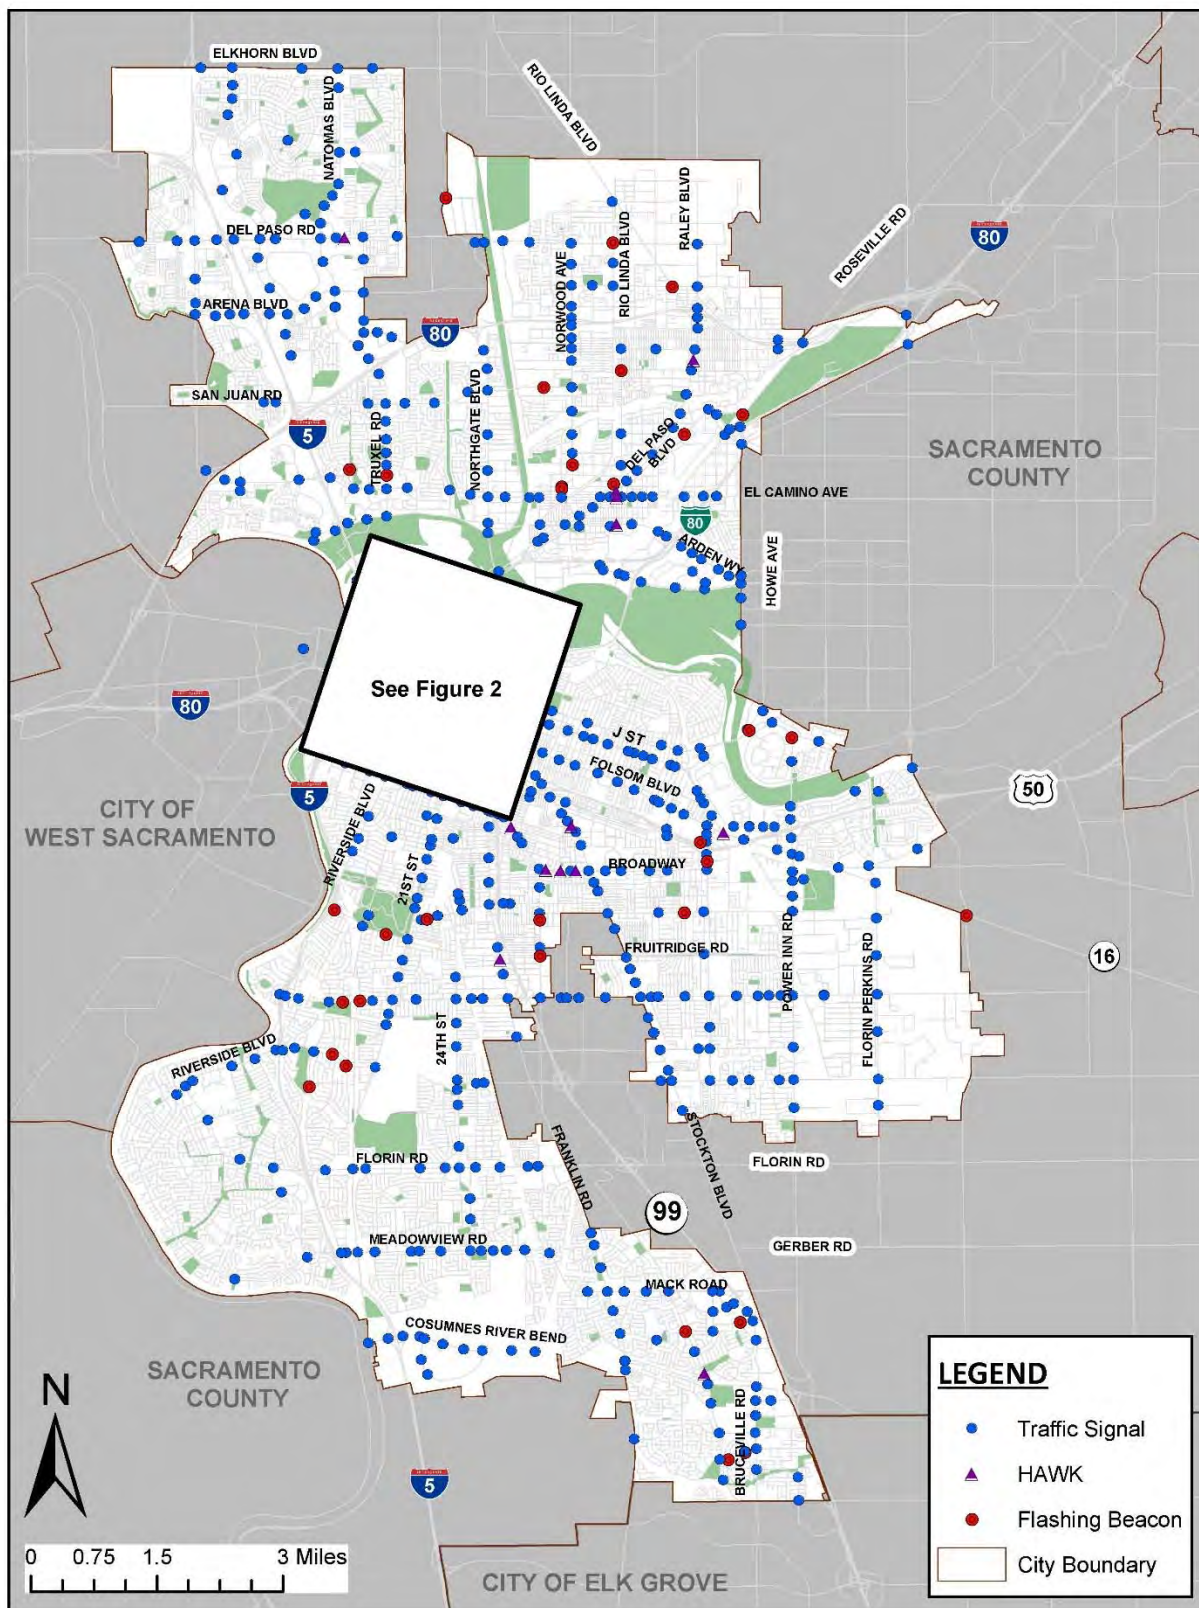 ELKHORN BLVD
NATOMAS BLVD
RIO LINDA BLVD
RALEY BLVD
DEL PASO RD
NORWOOD AVE
RIO LINDA BLVD
ROSEVILLE RD
80
ARENA BLVD
80
SAN JUAN RD
5
TRUXEL RD
NORTHGATE BLVD
DEL PASO
BLVD
SACRAMENTO
COUNTY
EL CAMINO AVE
80
ARDEN WY
HOWE AVE
See Figure 2
80
J ST
FOLSOM BLVD
5
50
CITY OF
WEST SACRAMENTO
RIVERSIDE BLVD
21ST ST
BROADWAY
FRUITRIDGE RD
POWER INN RD
FLORIN PERKINS RD
16
RIVERSIDE BLVD
24TH ST
FLORIN RD
FRANKLIN RD
STOCKTON BLVD
FLORIN RD
99
MEADOWVIEW RD
GERBER RD
MACK ROAD
COSUMNES RIVER BEND
SACRAMENTO
COUNTY
BRUCEVILLE RD
N
5
0 0.75 1.5 3 Miles
CITY OF ELK GROVE
LEGEND
Traffic Signal
HAWK
Flashing Beacon
City Boundary